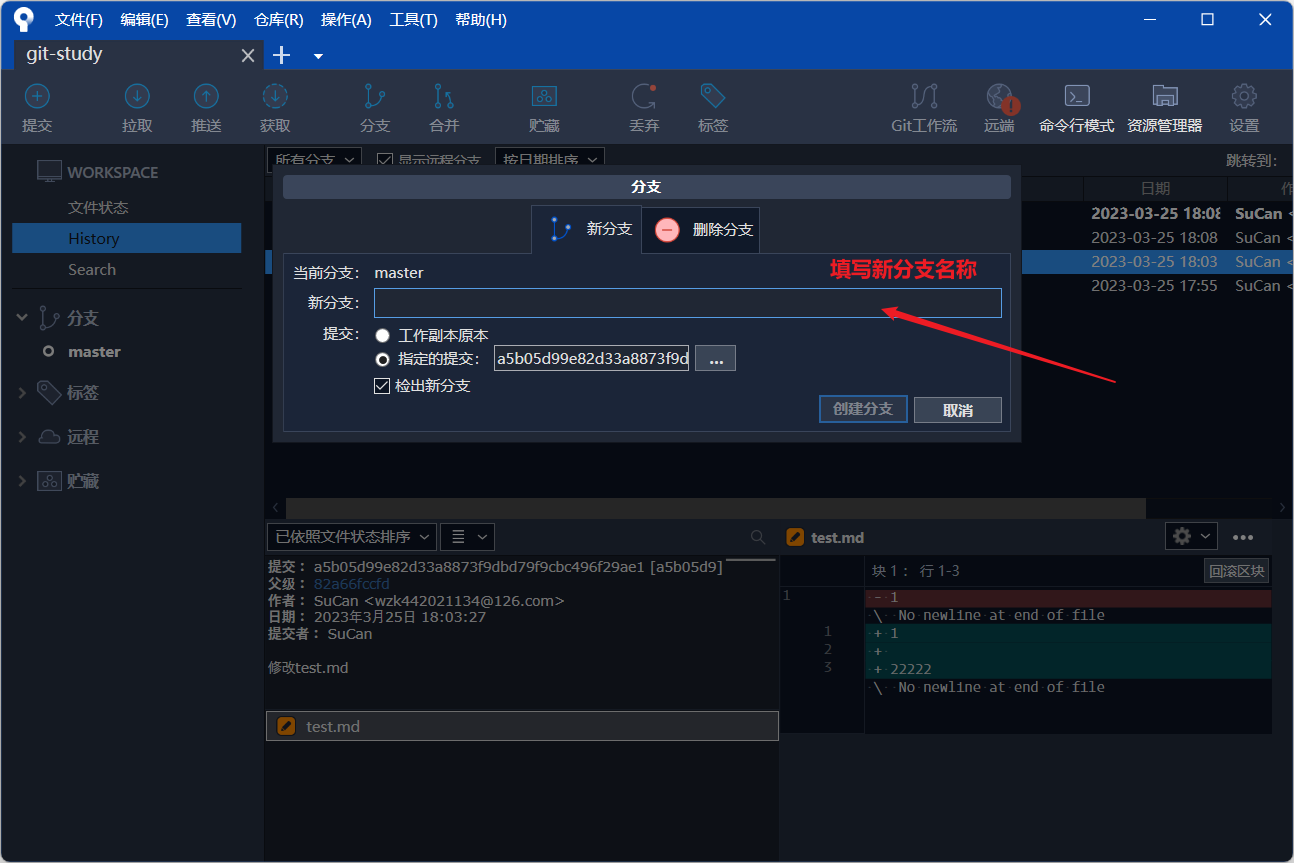 文件(F) 编辑(E) 查看(V) 仓库(R) 操作(A) 工具(T) 帮助(H)
git-study
提交 拉取 推送 获取 分支 合并 贮藏 丢弃 标签 Git工作流 远端 命令行模式 资源管理器 设置
所有分支 显示远程分支 按日期排序 跳转到:
WORKSPACE
文件状态
History
Search
分支
master
标签
远程
贮藏
日期 作
2023-03-25 18:08 SuCan <
2023-03-25 18:08 SuCan <
2023-03-25 18:03 SuCan <
2023-03-25 17:55 SuCan <
分支
新分支 删除分支
当前分支: master
填写新分支名称
新分支:
提交: 工作副本原本
指定的提交: a5b05d99e82d33a8873f9d ...
检出新分支
创建分支 取消
已依照文件状态排序
提交: a5b05d99e82d33a8873f9dbd79f9cbc496f29ae1 [a5b05d9]
父级: 82a66fccfd
作者: SuCan <wzk442021134@126.com>
日期: 2023年3月25日 18:03:27
提交者: SuCan
修改test.md
test.md
test.md
块 1: 行 1-3 回滚区块
1 - 1
\ No newline at end of file
1 + 1
2 +
3 + 22222
\ No newline at end of file